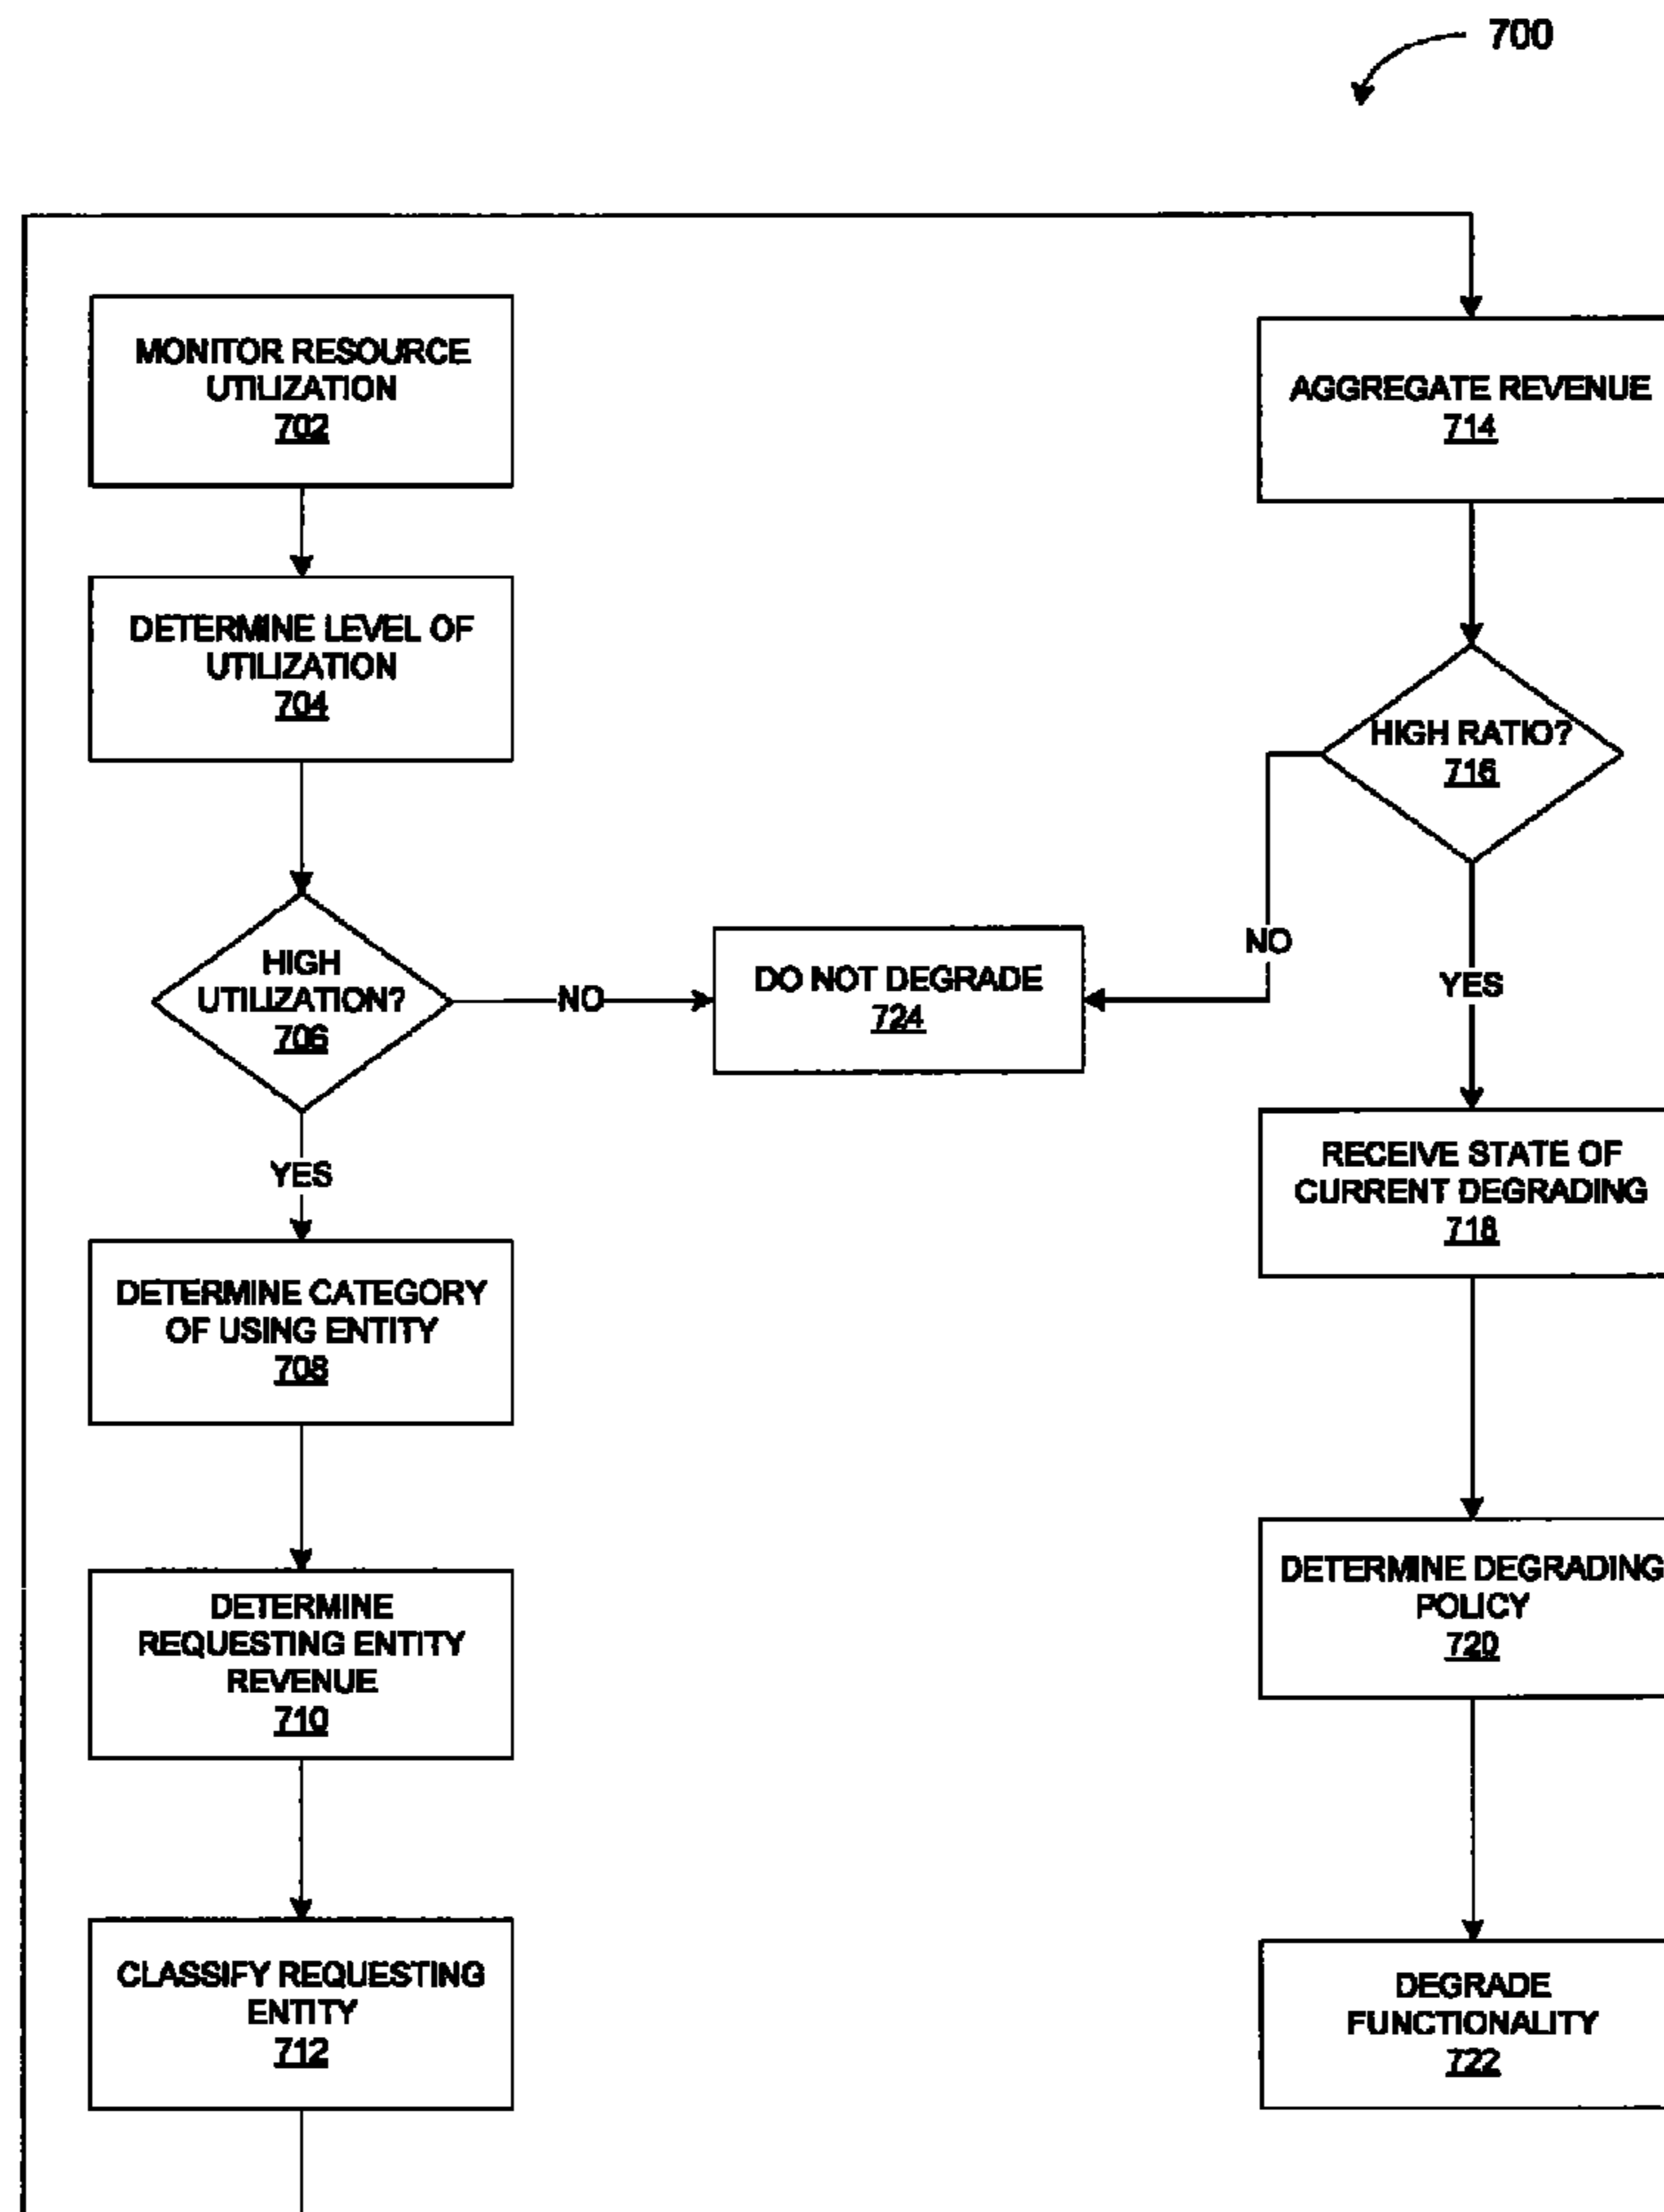 700
MONITOR RESOURCE
UTILIZATION
702
DETERMINE LEVEL OF
UTILIZATION
704
HIGH
UTILIZATION?
706
NO
YES
DETERMINE CATEGORY
OF USING ENTITY
708
DETERMINE
REQUESTING ENTITY
REVENUE
710
CLASSIFY REQUESTING
ENTITY
712
DO NOT DEGRADE
724
AGGREGATE REVENUE
714
HIGH RATIO?
716
NO
YES
RECEIVE STATE OF
CURRENT DEGRADING
718
DETERMINE DEGRADING
POLICY
720
DEGRADE
FUNCTIONALITY
722